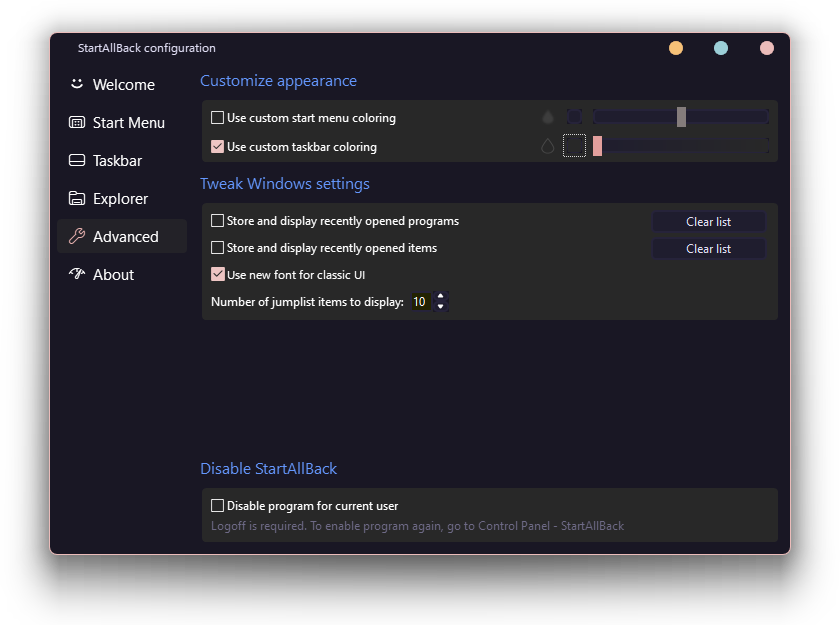 StartAllBack configuration
Welcome
Start Menu
Taskbar
Explorer
Advanced
About
Customize appearance
Use custom start menu coloring
Use custom taskbar coloring
Tweak Windows settings
Store and display recently opened programs
Clear list
Store and display recently opened items
Clear list
Use new font for classic UI
Number of jumplist items to display: 10
Disable StartAllBack
Disable program for current user
Logoff is required. To enable program again, go to Control Panel - StartAllBack